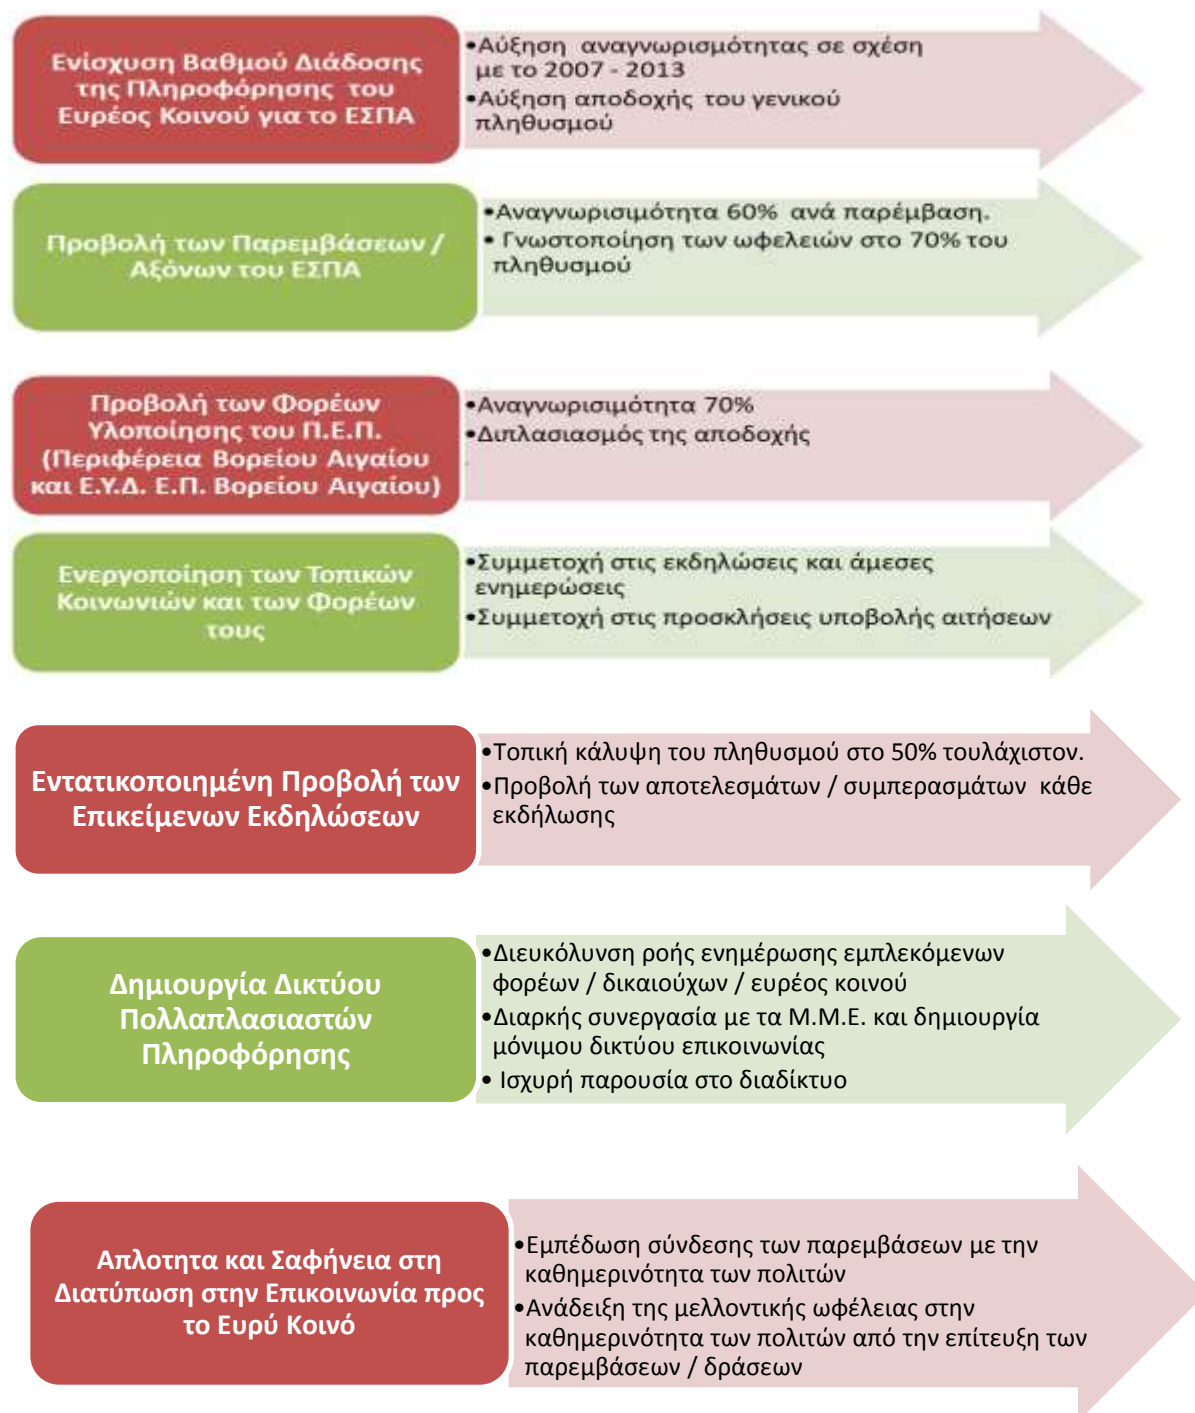 Ενίσχυση Βαθμού Διάδοσης
της Πληροφόρησης του
Ευρέος Κοινού για το ΕΣΠΑ
•Αύξηση αναγνωρισμότητας σε σχέση
με το 2007 - 2013
•Αύξηση αποδοχής του γενικού
πληθυσμού
Προβολή των Παρεμβάσεων /
Αξόνων του ΕΣΠΑ
•Αναγνωρισιμότητα 60% ανά παρέμβαση.
• Γνωστοποίηση των ωφελειών στο 70% του
πληθυσμού
Προβολή των Φορέων
Υλοποίησης του Π.Ε.Π.
(Περιφέρεια Βορείου Αιγαίου
και Ε.Υ.Δ. Ε.Π. Βορείου Αιγαίου)
•Αναγνωρισιμότητα 70%
•Διπλασιασμός της αποδοχής
Ενεργοποίηση των Τοπικών
Κοινωνιών και των Φορέων
τους
•Συμμετοχή στις εκδηλώσεις και άμεσες
ενημερώσεις
•Συμμετοχή στις προσκλήσεις υποβολής αιτήσεων
Εντατικοποιημένη Προβολή των
Επικείμενων Εκδηλώσεων
•Τοπική κάλυψη του πληθυσμού στο 50% τουλάχιστον.
•Προβολή των αποτελεσμάτων / συμπερασμάτων κάθε
εκδήλωσης
Δημιουργία Δικτύου
Πολλαπλασιαστών
Πληροφόρησης
•Διευκόλυνση ροής ενημέρωσης εμπλεκόμενων
φορέων / δικαιούχων / ευρέος κοινού
•Διαρκής συνεργασία με τα Μ.Μ.Ε. και δημιουργία
μόνιμου δικτύου επικοινωνίας
• Ισχυρή παρουσία στο διαδίκτυο
Απλοτητα και Σαφήνεια στη
Διατύπωση στην Επικοινωνία προς
το Ευρύ Κοινό
•Εμπέδωση σύνδεσης των παρεμβάσεων με την
καθημερινότητα των πολιτών
•Ανάδειξη της μελλοντικής ωφέλειας στην
καθημερινότητα των πολιτών από την επίτευξη των
παρεμβάσεων / δράσεων